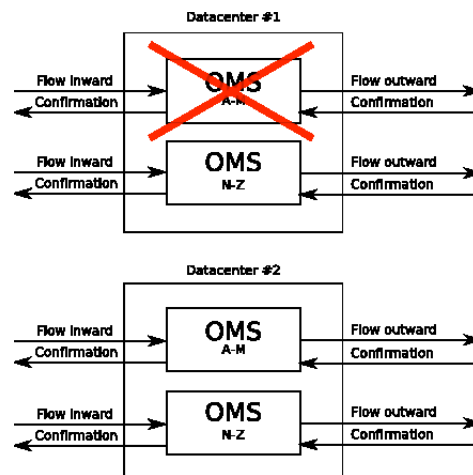 Datacenter #1
Flow Inward
Confirmation
OMS
A-M
Flow outward
Confirmation
Flow Inward
Confirmation
OMS
N-Z
Flow outward
Confirmation
Datacenter #2
Flow Inward
Confirmation
OMS
A-M
Flow outward
Confirmation
Flow Inward
Confirmation
OMS
N-Z
Flow outward
Confirmation